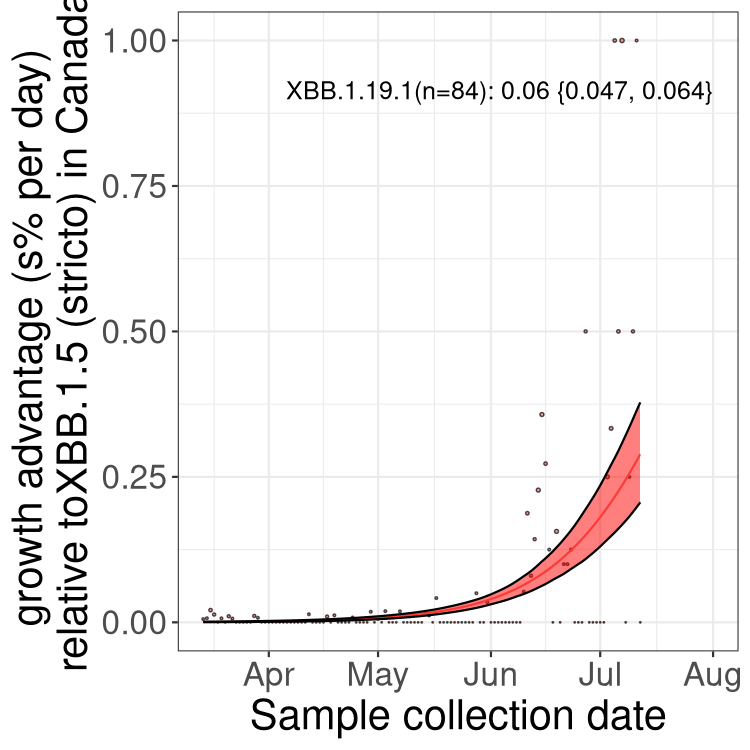 growth advantage (s% per day)
relative toXBB.1.5 (stricto) in Canada
1.00
0.75
0.50
0.25
0.00
XBB.1.19.1(n=84): 0.06 {0.047, 0.064}
Apr May Jun Jul Aug
Sample collection date